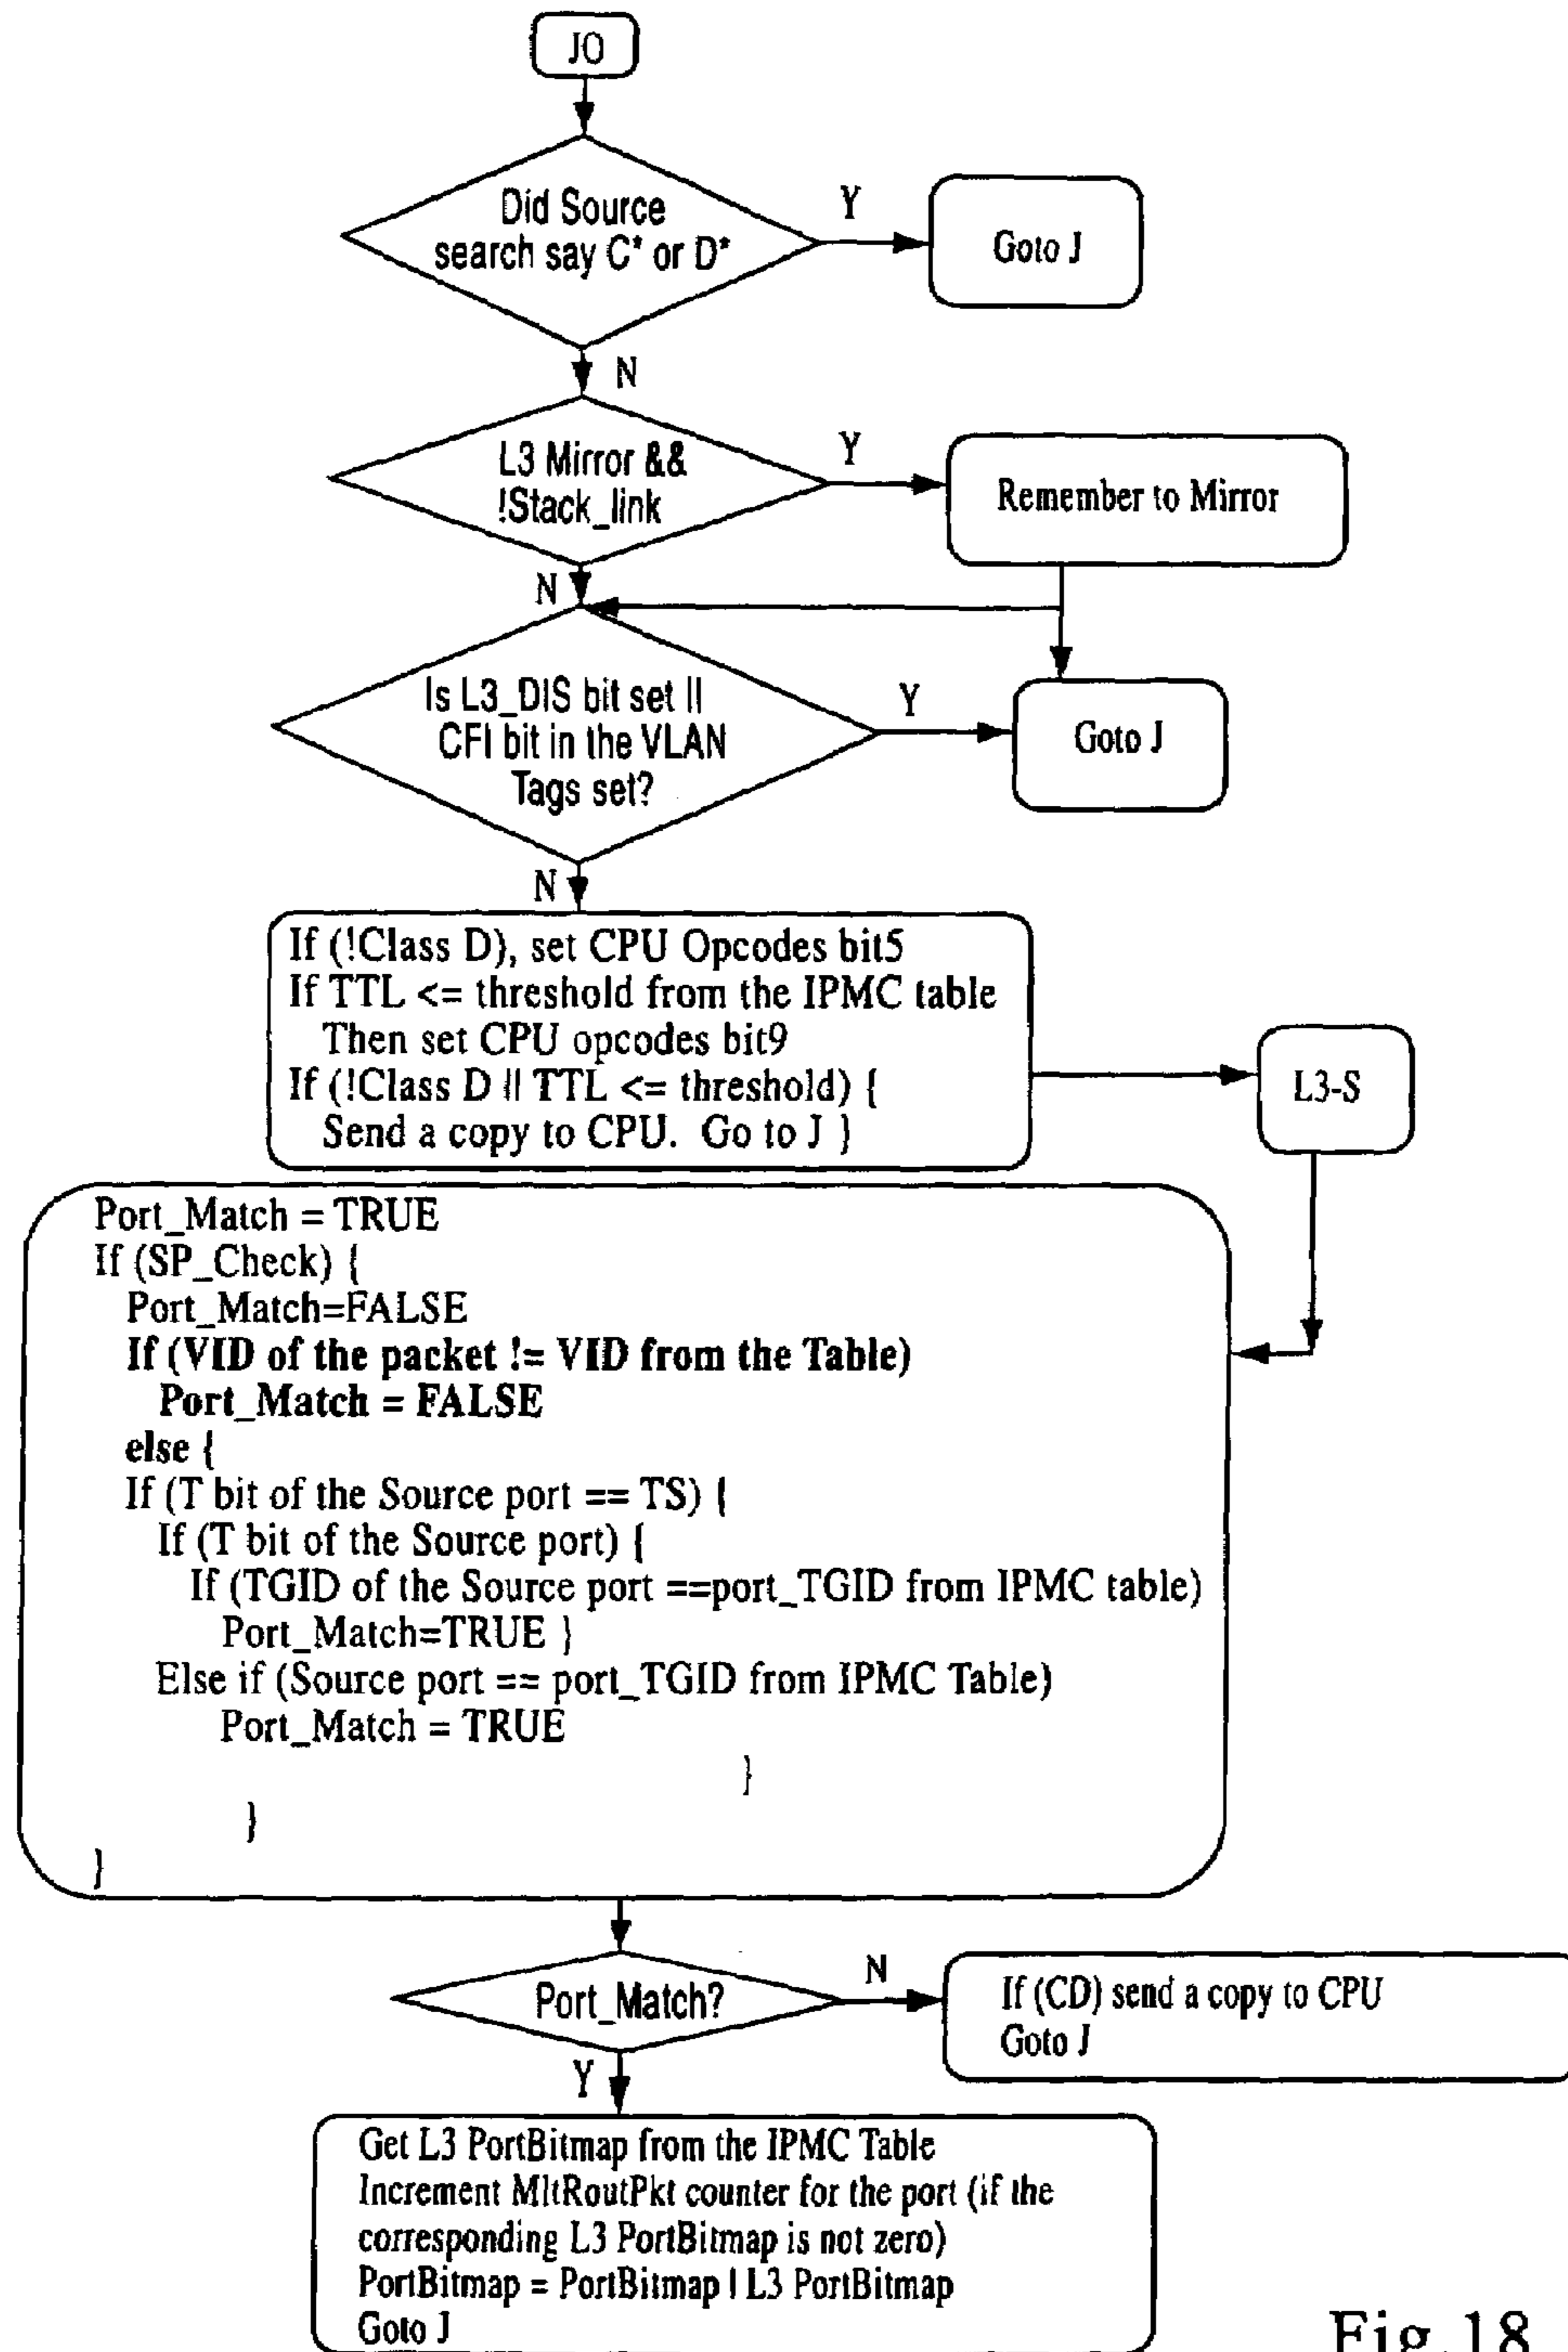 JO
Did Source
search say C* or D*
Y
Goto J
N
L3 Mirror &&
!Stack_link
Y
Remember to Mirror
N
Is L3_DIS bit set ||
CFI bit in the VLAN
Tags set?
Y
Goto J
N
If (!Class D), set CPU Opcodes bit5
If TTL <= threshold from the IPMC table
Then set CPU opcodes bit9
If (!Class D || TTL <= threshold) {
Send a copy to CPU. Go to J }
L3-S
Port_Match = TRUE
If (SP_Check) {
Port_Match=FALSE
If (VID of the packet != VID from the Table)
Port_Match = FALSE
else {
If (T bit of the Source port == TS) {
If (T bit of the Source port) {
If (TGID of the Source port ==port_TGID from IPMC table)
Port_Match=TRUE }
Else if (Source port == port_TGID from IPMC Table)
Port_Match = TRUE
}
}
}
Port_Match?
N
If (CD) send a copy to CPU
Goto J
Y
Get L3 PortBitmap from the IPMC Table
Increment MltRoutPkt counter for the port (if the
corresponding L3 PortBitmap is not zero)
PortBitmap = PortBitmap | L3 PortBitmap
Goto J
Fig.18